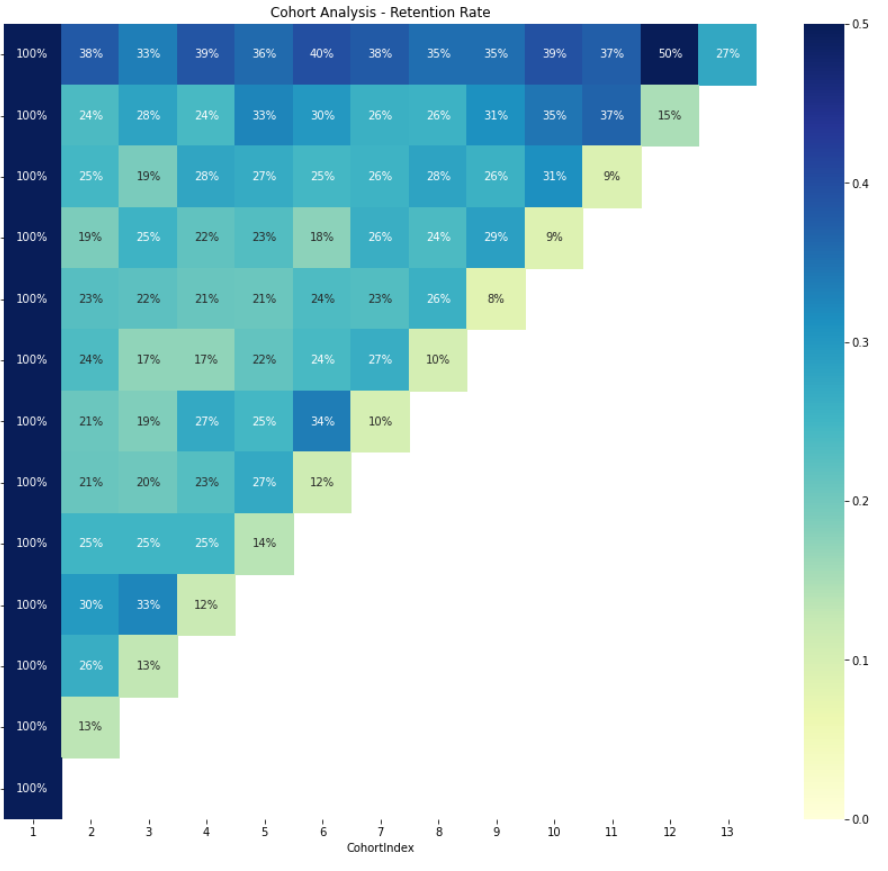 Cohort Analysis - Retention Rate
100% 38% 33% 39% 36% 40% 38% 35% 35% 39% 37% 50% 27%
100% 24% 28% 24% 33% 30% 26% 26% 31% 35% 37% 15%
100% 25% 19% 28% 27% 25% 26% 28% 26% 31% 9%
100% 19% 25% 22% 23% 18% 26% 24% 29% 9%
100% 23% 22% 21% 21% 24% 23% 26% 8%
100% 24% 17% 17% 22% 24% 27% 10%
100% 21% 19% 27% 25% 34% 10%
100% 21% 20% 23% 27% 12%
100% 25% 25% 25% 14%
100% 30% 33% 12%
100% 26% 13%
100% 13%
100%
1 2 3 4 5 6 7 8 9 10 11 12 13
CohortIndex
0.5
0.4
0.3
0.2
0.1
0.0